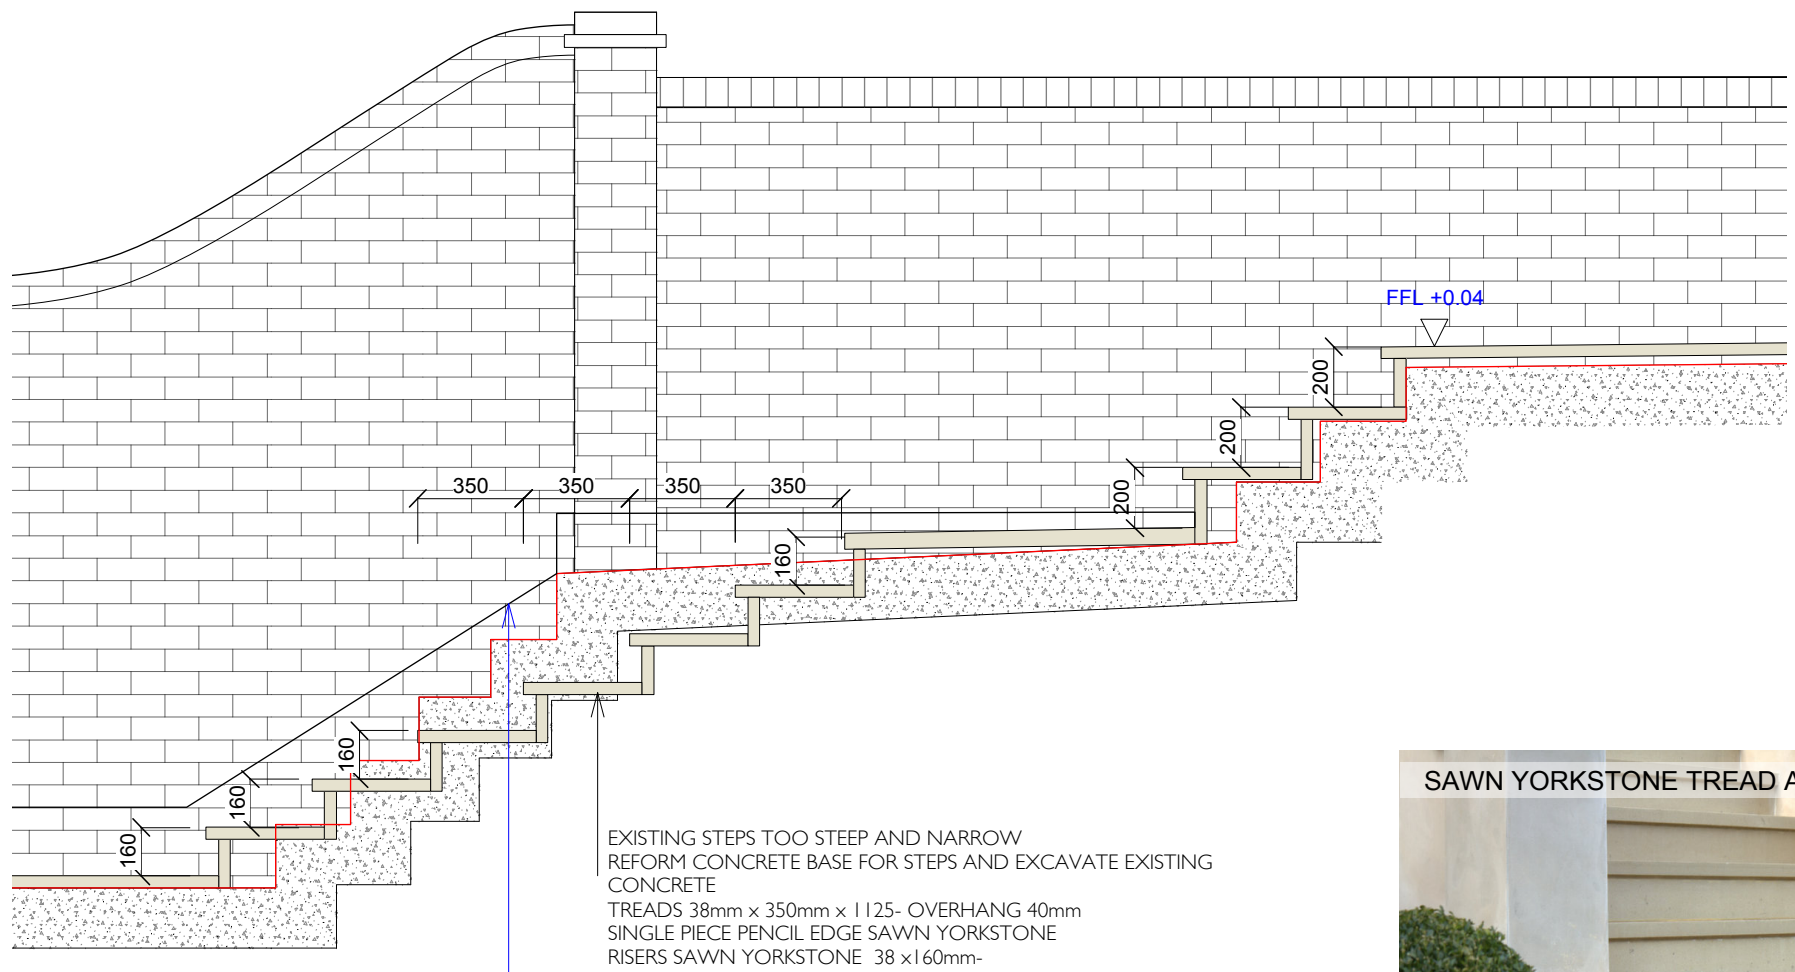 FFL +0.04
200
200
350 350 350 350
200
160
160
160
160
SAWN YORKSTONE TREAD A
EXISTING STEPS TOO STEEP AND NARROW
REFORM CONCRETE BASE FOR STEPS AND EXCAVATE EXISTING
CONCRETE
TREADS 38mm x 350mm x 1125- OVERHANG 40mm
SINGLE PIECE PENCIL EDGE SAWN YORKSTONE
RISERS SAWN YORKSTONE 38 x160mm-